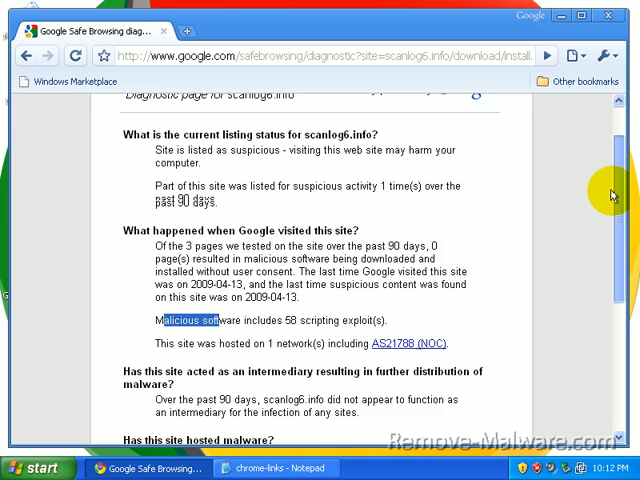 Google
Google Safe Browsing diag...
http://www.google.com/safebrowsing/diagnostic?site=scanlog6.info/download/install.
Windows Marketplace
Other bookmarks
Diagnostic page for scanlog6.info
What is the current listing status for scanlog6.info?
Site is listed as suspicious - visiting this web site may harm your
computer.
Part of this site was listed for suspicious activity 1 time(s) over the
past 90 days.
What happened when Google visited this site?
Of the 3 pages we tested on the site over the past 90 days, 0
page(s) resulted in malicious software being downloaded and
installed without user consent. The last time Google visited this site
was on 2009-04-13, and the last time suspicious content was found
on this site was on 2009-04-13.
Malicious software includes 58 scripting exploit(s).
This site was hosted on 1 network(s) including AS21788 (NOC).
Has this site acted as an intermediary resulting in further distribution of
malware?
Over the past 90 days, scanlog6.info did not appear to function as
an intermediary for the infection of any sites.
Has this site hosted malware?
Remove-Malware.com
start
Google Safe Browsing...
chrome-links - Notepad
10:12 PM